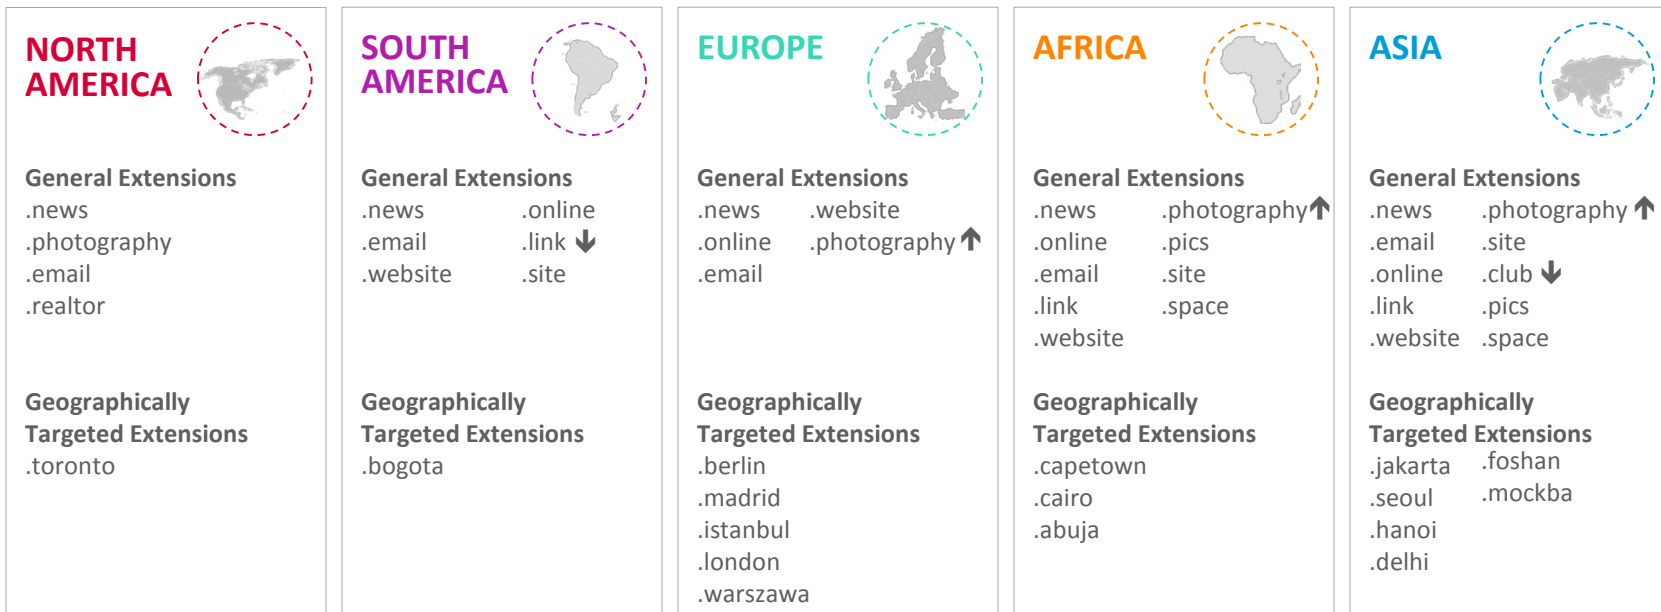 NORTH
AMERICA
General Extensions
.news
.photography
.email
.realtor
Geographically
Targeted Extensions
.toronto
SOUTH
AMERICA
General Extensions
.news
.email
.website
.online
.link
.site
Geographically
Targeted Extensions
.bogota
EUROPE
General Extensions
.news
.online
.email
.website
.photography
Geographically
Targeted Extensions
.berlin
.madrid
.istanbul
.london
.warszawa
AFRICA
General Extensions
.news
.online
.email
.link
.website
.photography
.pics
.site
.space
Geographically
Targeted Extensions
.capetown
.cairo
.abuja
ASIA
General Extensions
.news
.email
.online
.link
.website
.photography
.site
.club
.pics
.space
Geographically
Targeted Extensions
.jakarta
.seoul
.hanoi
.delhi
.foshan
.mockba